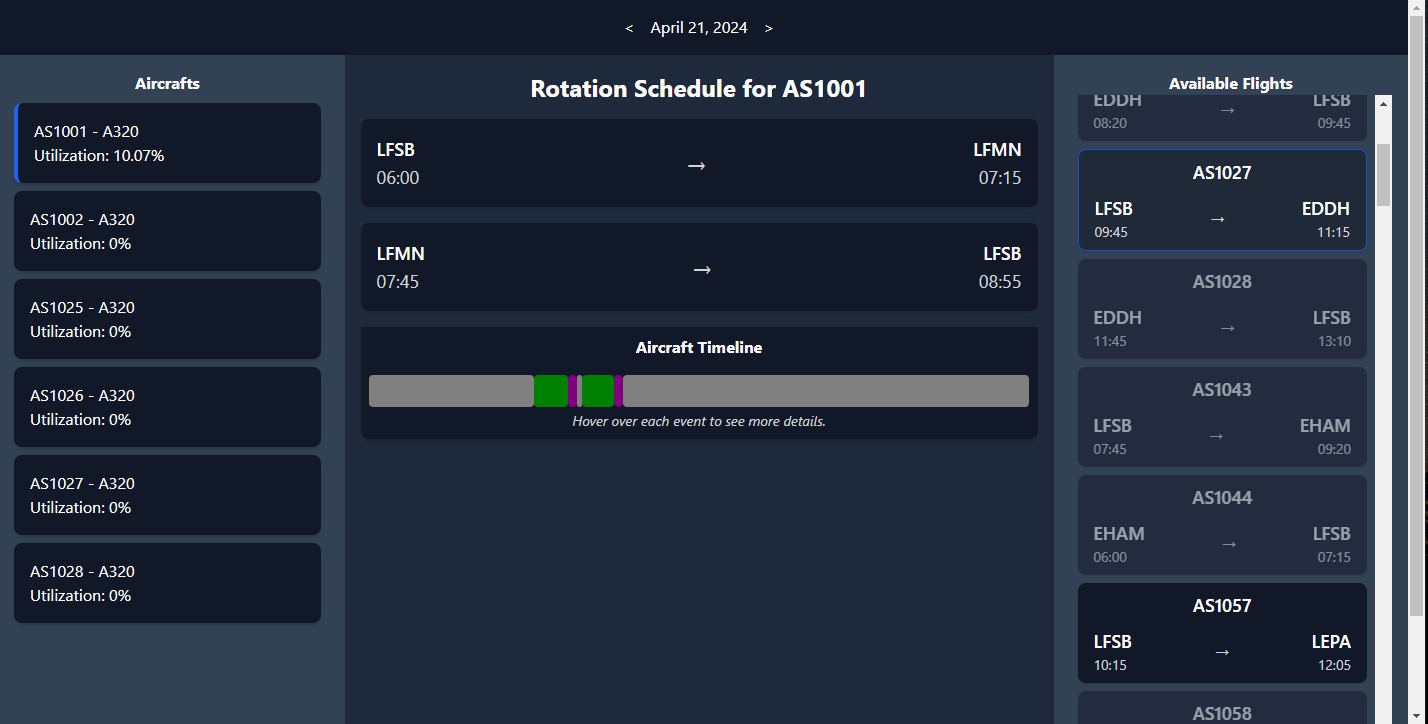 < April 21, 2024 >
Aircrafts
AS1001 - A320
Utilization: 10.07%
AS1002 - A320
Utilization: 0%
AS1025 - A320
Utilization: 0%
AS1026 - A320
Utilization: 0%
AS1027 - A320
Utilization: 0%
AS1028 - A320
Utilization: 0%
Rotation Schedule for AS1001
LFSB → LFMN
06:00 07:15
LFMN → LFSB
07:45 08:55
Aircraft Timeline
Hover over each event to see more details.
Available Flights
EDDH → LFSB
08:20 09:45
AS1027
LFSB → EDDH
09:45 11:15
AS1028
EDDH → LFSB
11:45 13:10
AS1043
LFSB → EHAM
07:45 09:20
AS1044
EHAM → LFSB
06:00 07:15
AS1057
LFSB → LEPA
10:15 12:05
AS1058